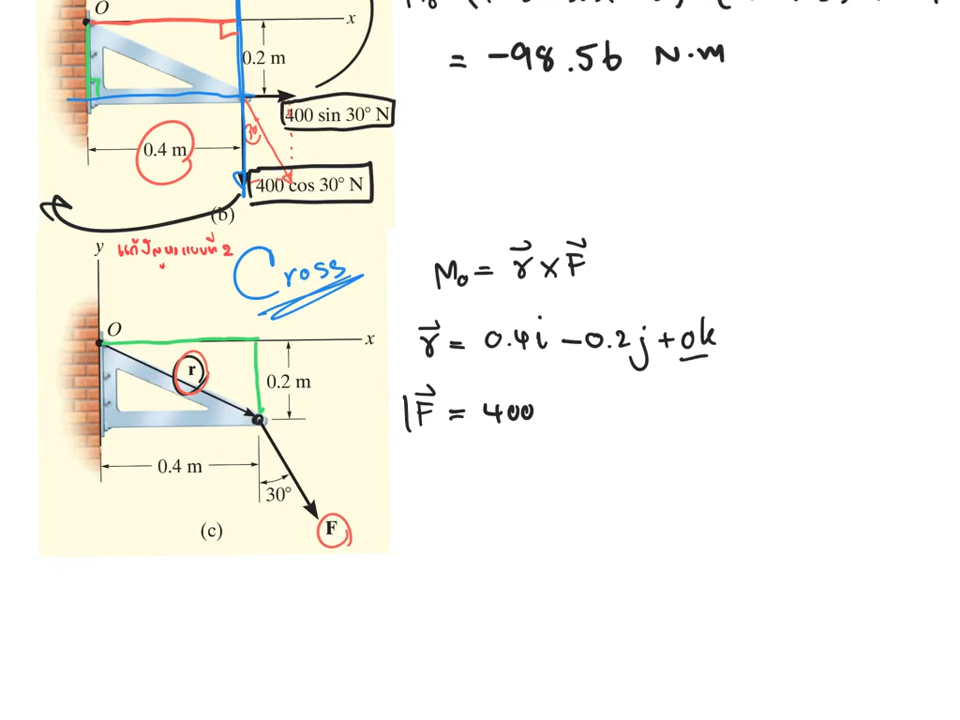 O
x
0.2 m
400 sin 30° N
30°
0.4 m
400 cos 30° N
(b)
= -98.56 N·m
y
แก้ปัญหาแบบที่ 2
Cross
M₀ = r⃗ × F⃗
O
x
r
0.2 m
r⃗ = 0.4i - 0.2j + 0k
|F⃗ = 400
0.4 m
30°
F
(c)